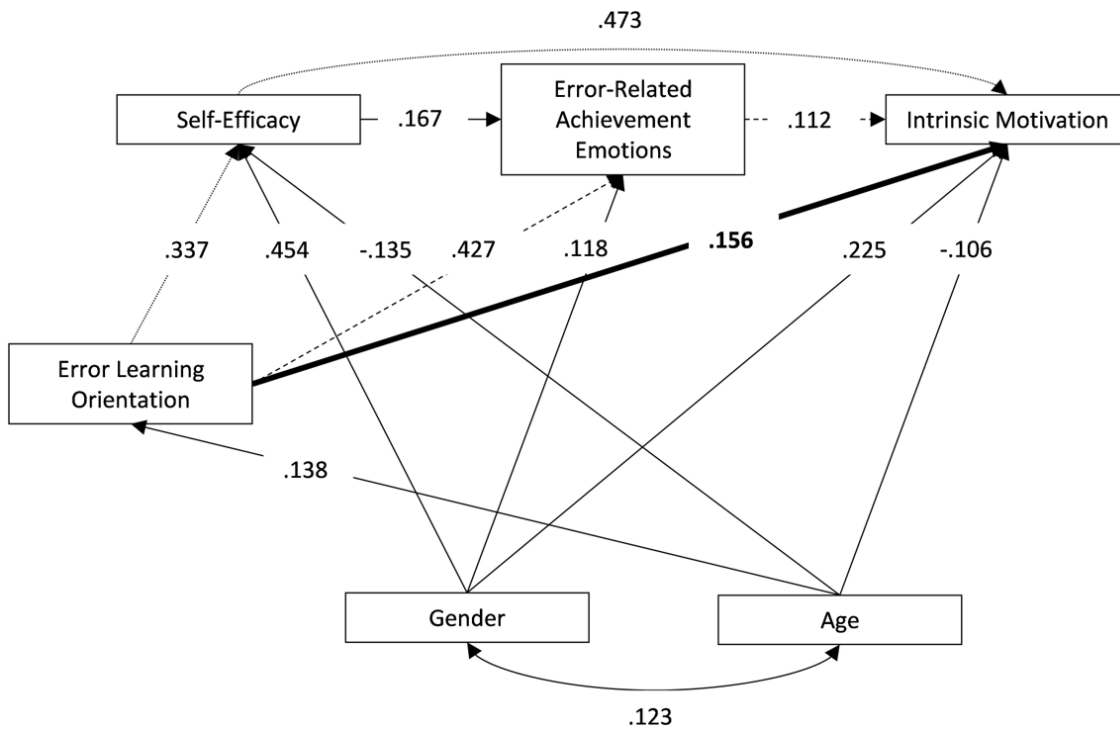 .473
Self-Efficacy
.167
Error-Related
Achievement
Emotions
.112
Intrinsic Motivation
.337
.454
-.135
.427
.118
.156
.225
-.106
Error Learning
Orientation
.138
Gender
Age
.123